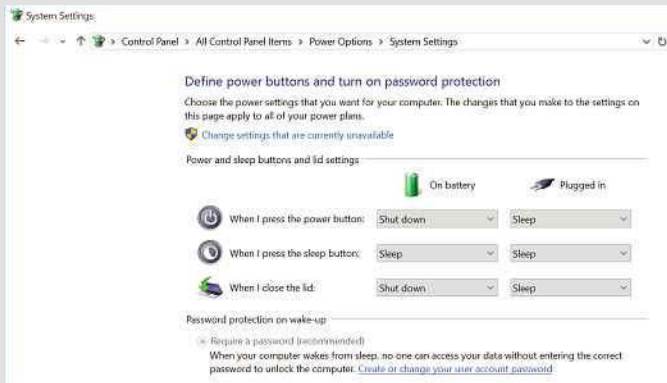 System Settings
Control Panel > All Control Panel Items > Power Options > System Settings
Define power buttons and turn on password protection
Choose the power settings that you want for your computer. The changes that you make to the settings on
this page apply to all of your power plans.
Change settings that are currently unavailable
Power and sleep buttons and lid settings
On battery Plugged in
When I press the power button: Shut down Sleep
When I press the sleep button: Sleep Sleep
When I close the lid: Shut down Sleep
Password protection on wake-up
Require a password (recommended)
When your computer wakes from sleep, no one can access your data without entering the correct
password to unlock the computer. Create or change your user account password